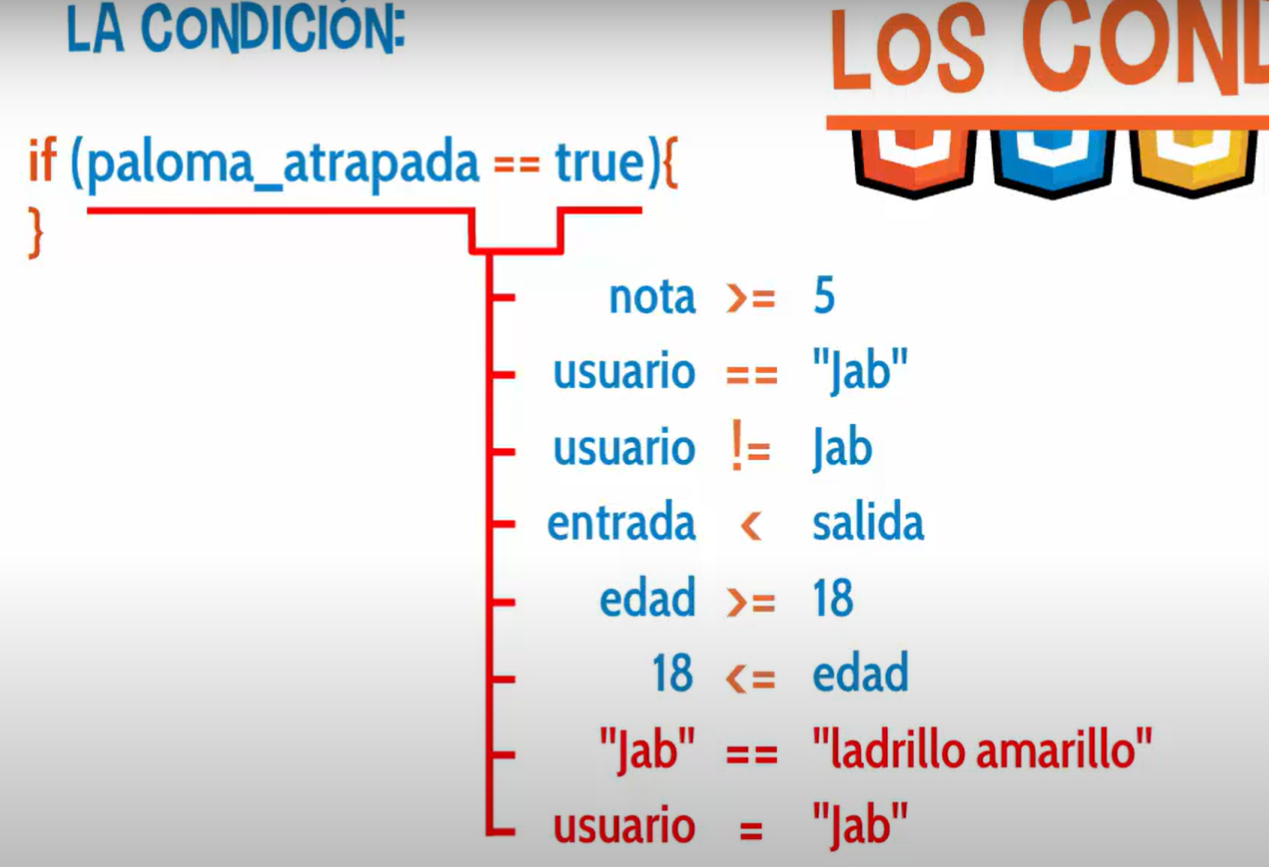 LA CONDICIÓN:
LOS COND
if (paloma_atrapada == true){
}
nota >= 5
usuario == "Jab"
usuario != Jab
entrada < salida
edad >= 18
18 <= edad
"Jab" == "ladrillo amarillo"
usuario = "Jab"